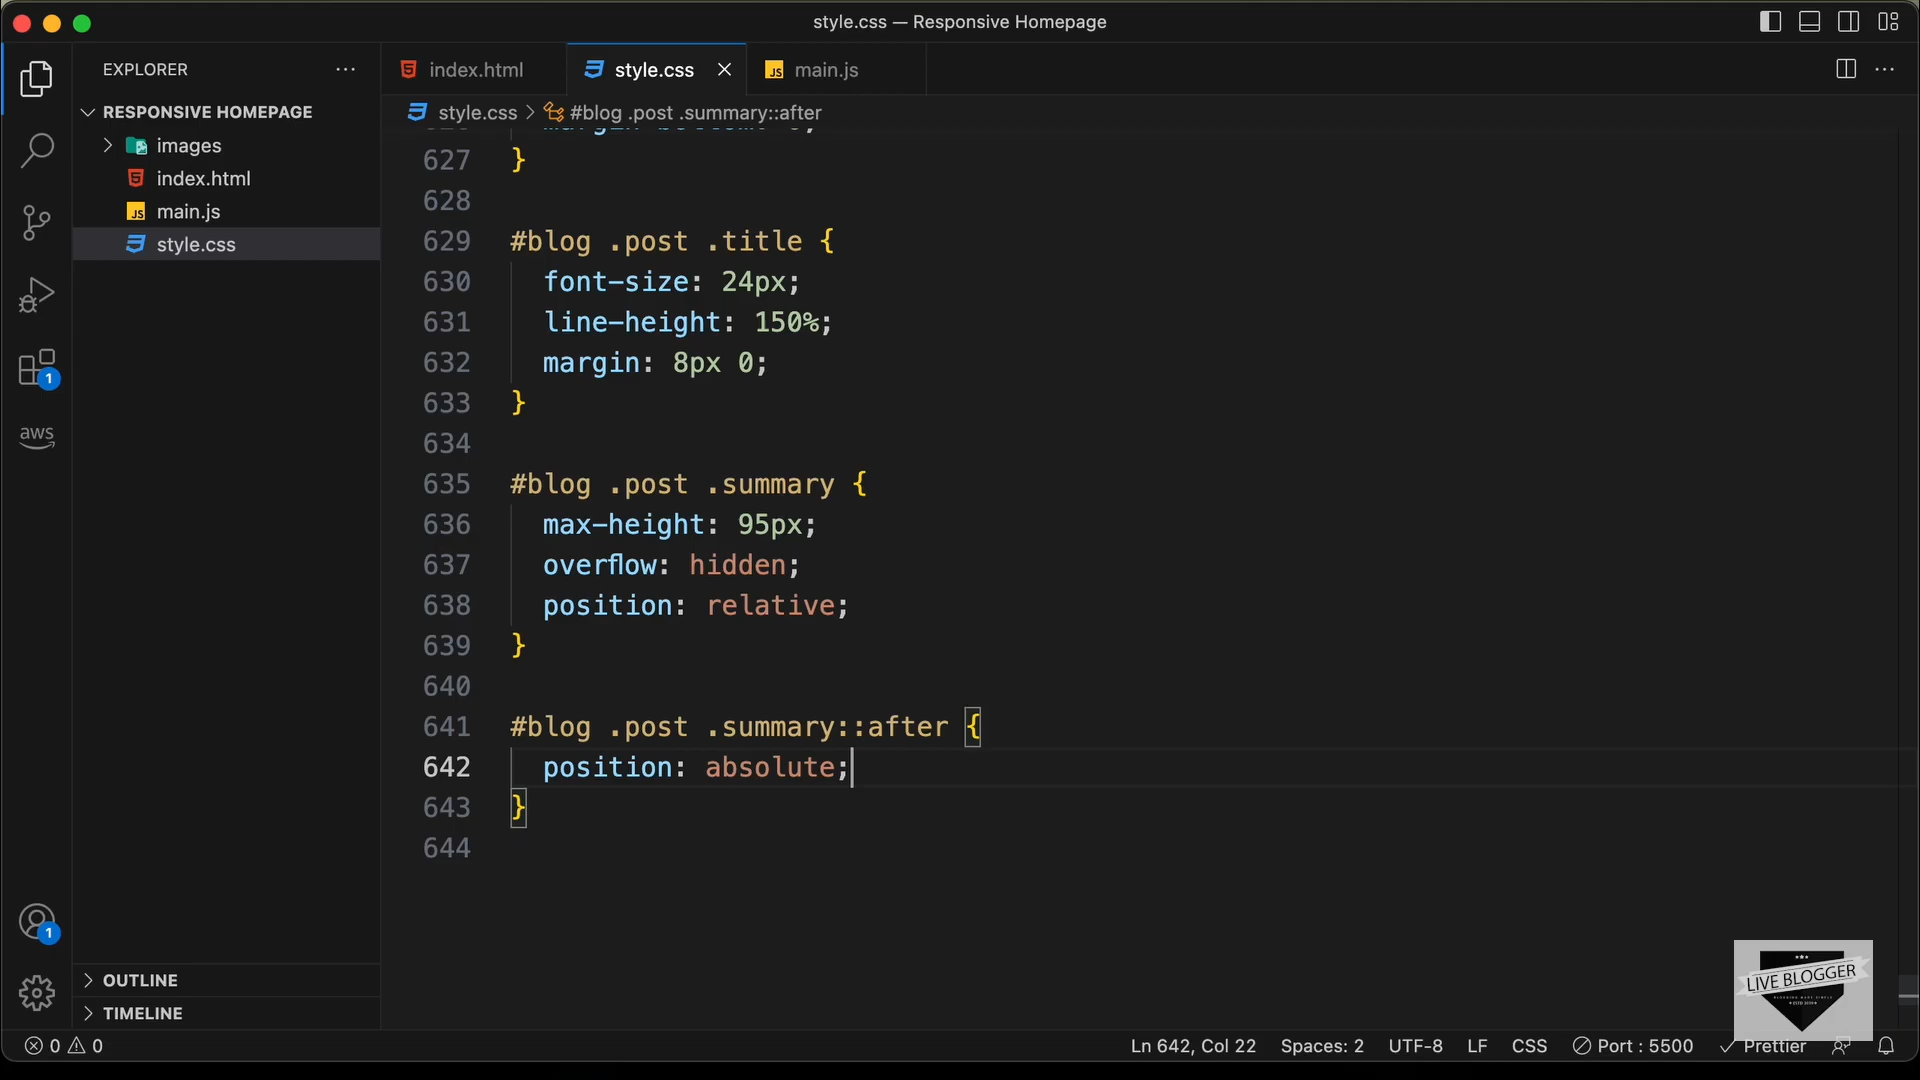 style.css — Responsive Homepage
EXPLORER
RESPONSIVE HOMEPAGE
images
index.html
main.js
style.css
index.html
style.css
main.js
style.css > #blog .post .summary::after
627 }
628
629 #blog .post .title {
630 font-size: 24px;
631 line-height: 150%;
632 margin: 8px 0;
633 }
634
635 #blog .post .summary {
636 max-height: 95px;
637 overflow: hidden;
638 position: relative;
639 }
640
641 #blog .post .summary::after {
642 position: absolute;
643 }
644
1
aws
1
OUTLINE
TIMELINE
LIVE BLOGGER
0 0
Ln 642, Col 22 Spaces: 2 UTF-8 LF CSS Port : 5500 Prettier